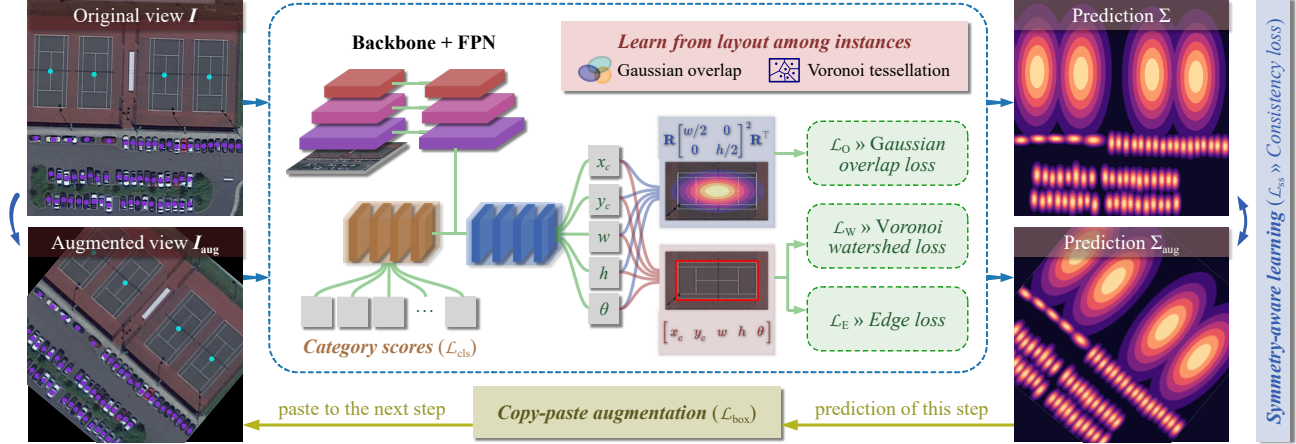 Original view I
Backbone + FPN
Learn from layout among instances
Gaussian overlap
Voronoi tessellation
Prediction Σ
R [w/2 0 0 h/2]² R⊤
x_c
y_c
w
h
θ
ℒ_O » Gaussian
overlap loss
ℒ_W » Voronoi
watershed loss
ℒ_E » Edge loss
[ x_c y_c w h θ ]
Augmented view I_aug
Prediction Σ_aug
...
Category scores (ℒ_cls)
paste to the next step
Copy-paste augmentation (ℒ_box)
prediction of this step
Symmetry-aware learning (ℒ_ss » Consistency loss)